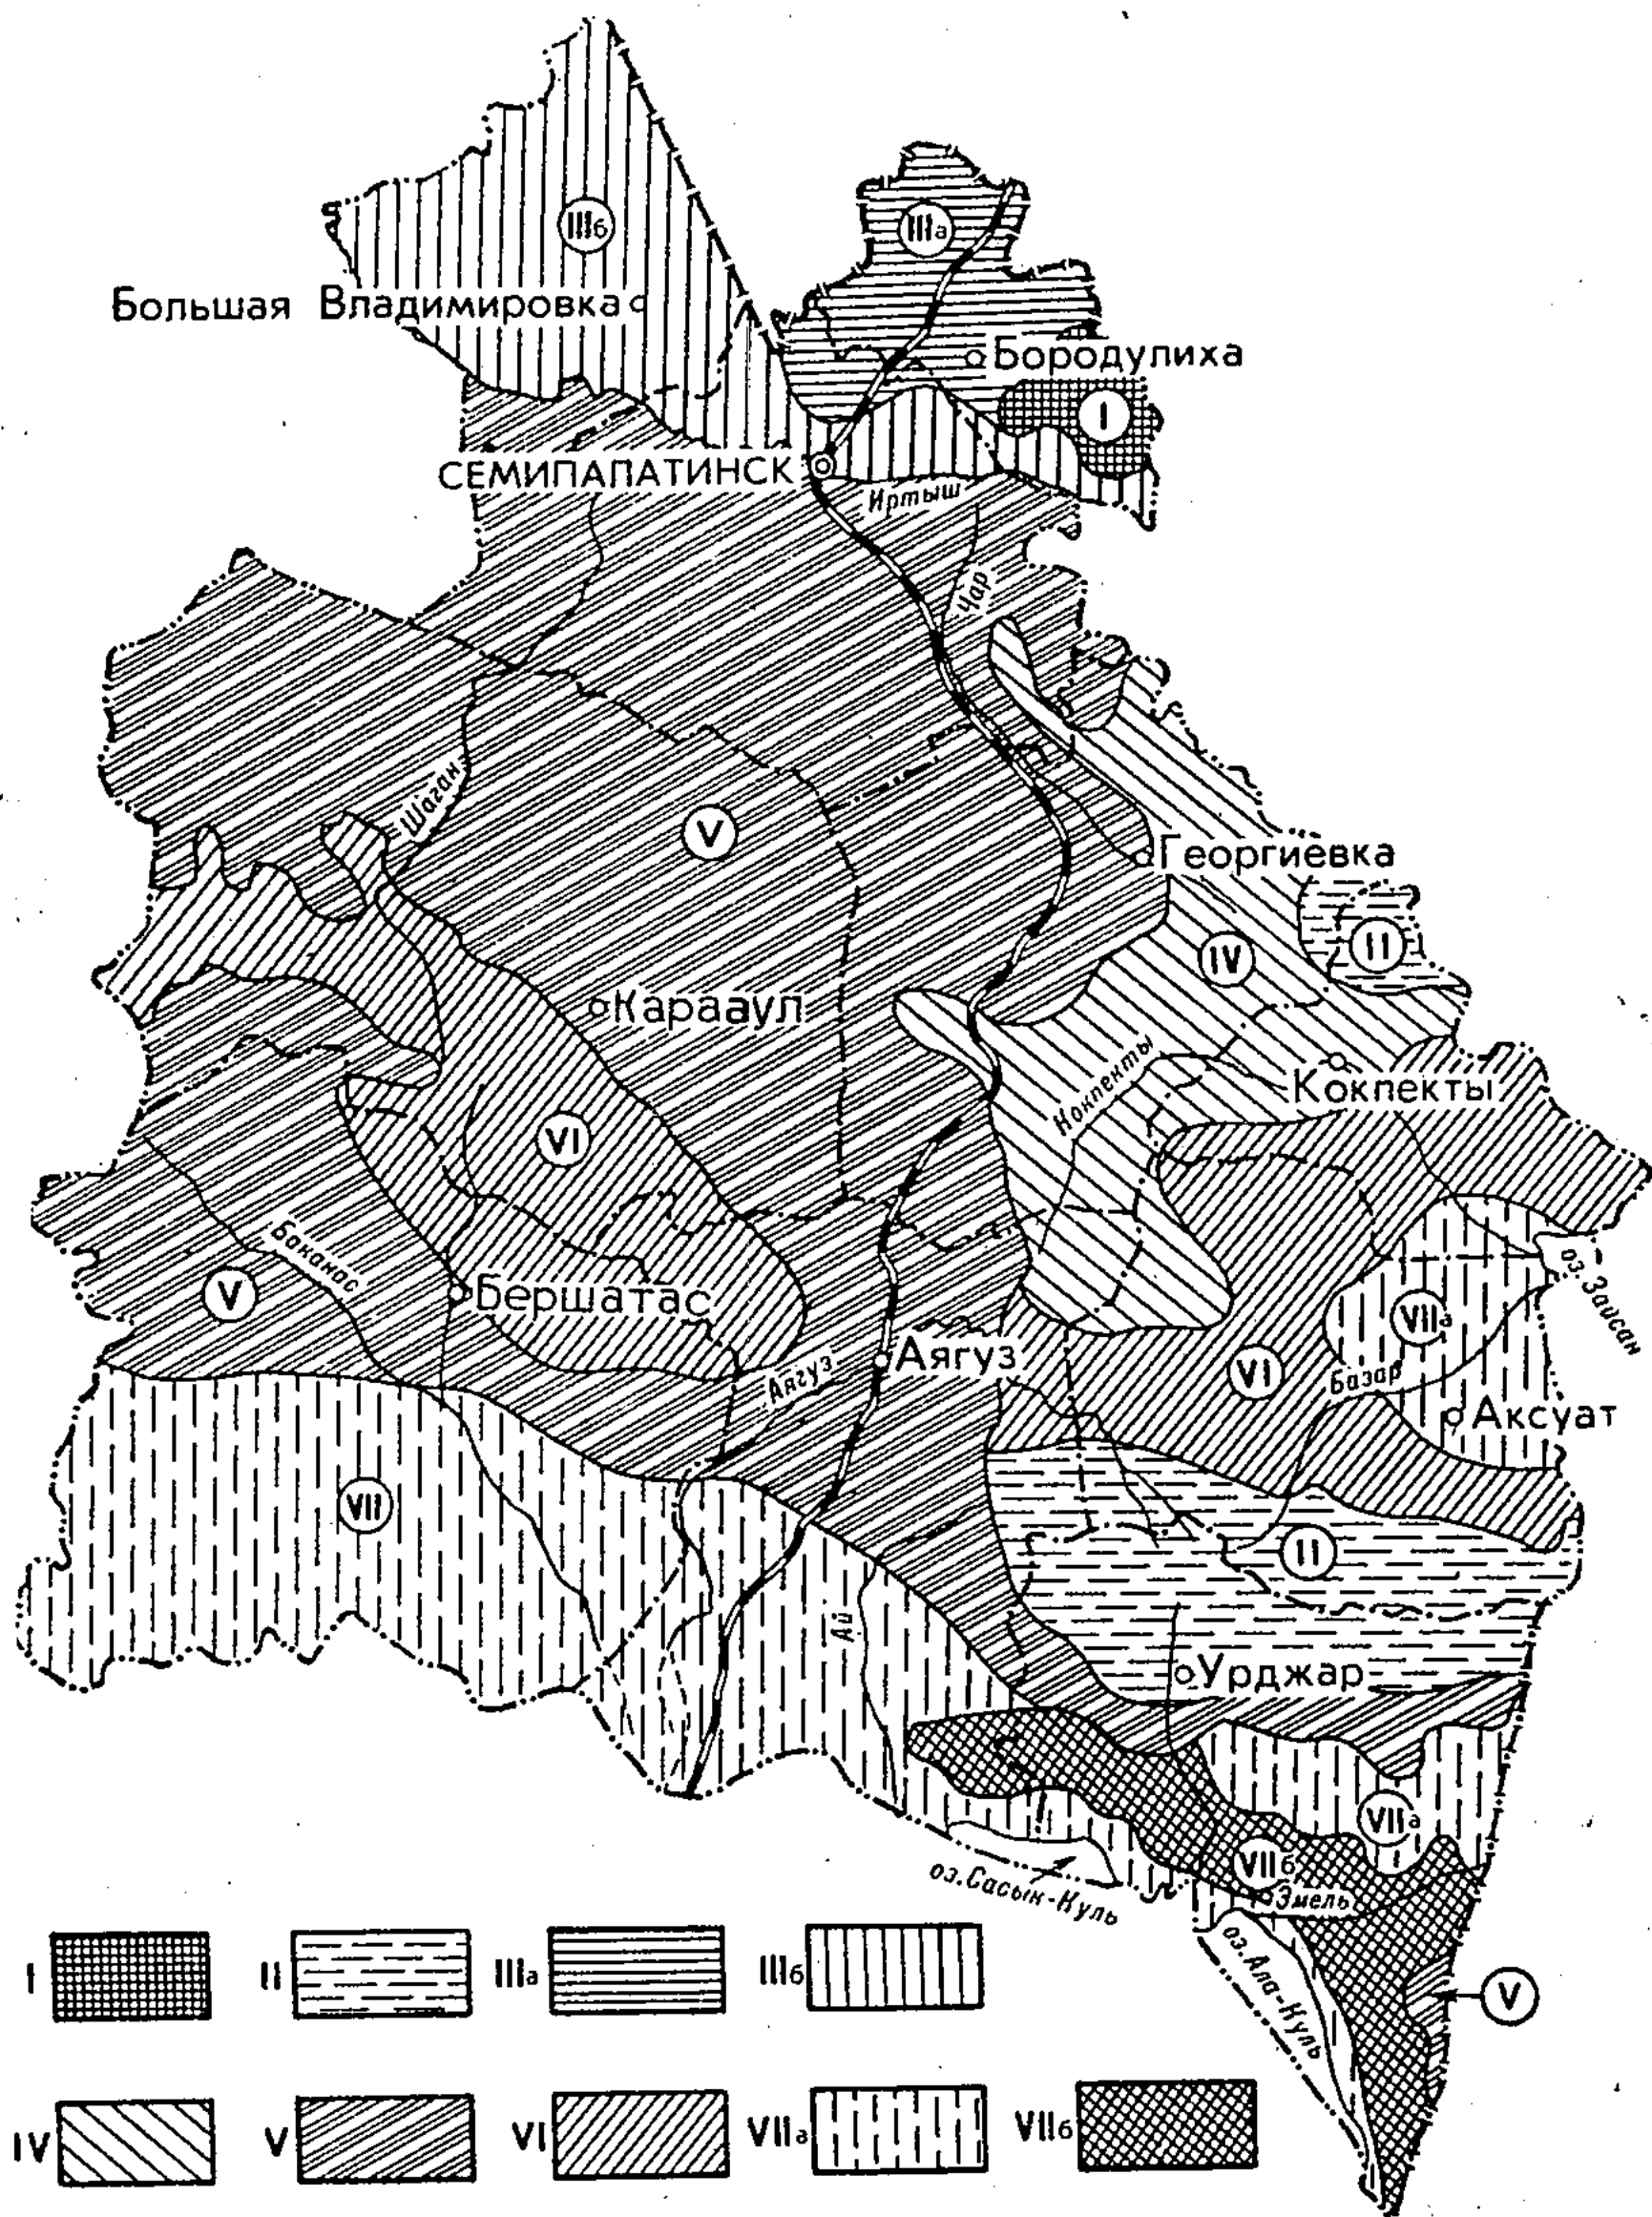 IIIб
IIIа
Большая Владимировка
Бородулиха
I
СЕМИПАПАТИНСК
Иртыш
Чар
Шаган
V
Георгиевка
II
IV
Карааул
Кокпекты
Кокпекты
VI
Баканас
оз. Зайсан
V
Бершатас
VIIа
Аягуз
Аягуз
VI
Базар
Аксуат
VII
II
Ай
Урджар
VIIа
VIIб
оз. Сасык-Куль
Эмель
оз. Ала-Куль
V
I II IIIа IIIб
IV V VI VIIа VIIб